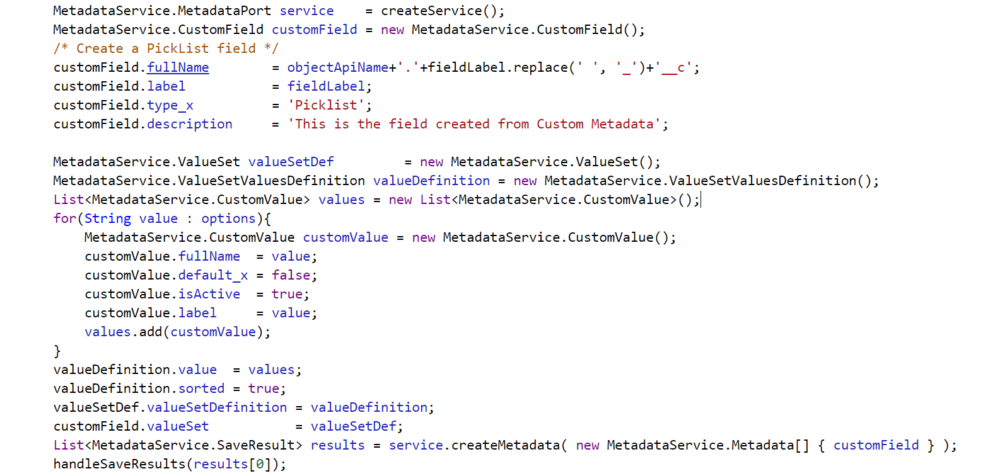 MetadataService.MetadataPort service    = createService();
MetadataService.CustomField customField = new MetadataService.CustomField();
/* Create a PickList field */
customField.fullName        = objectApiName+'.'+fieldLabel.replace(' ', '_')+'__c';
customField.label           = fieldLabel;
customField.type_x          = 'Picklist';
customField.description     = 'This is the field created from Custom Metadata';
MetadataService.ValueSet valueSetDef         = new MetadataService.ValueSet();
MetadataService.ValueSetValuesDefinition valueDefinition = new MetadataService.ValueSetValuesDefinition();
List<MetadataService.CustomValue> values = new List<MetadataService.CustomValue>();
for(String value : options){
    MetadataService.CustomValue customValue = new MetadataService.CustomValue();
    customValue.fullName  = value;
    customValue.default_x = false;
    customValue.isActive  = true;
    customValue.label     = value;
    values.add(customValue);
}
valueDefinition.value  = values;
valueDefinition.sorted = true;
valueSetDef.valueSetDefinition = valueDefinition;
customField.valueSet           = valueSetDef;
List<MetadataService.SaveResult> results = service.createMetadata( new MetadataService.Metadata[] { customField } );
handleSaveResults(results[0]);